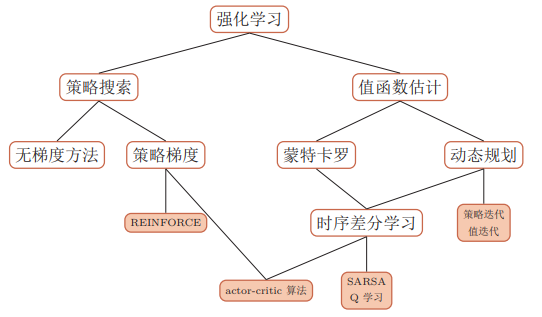 强化学习
策略搜索
值函数估计
无梯度方法
策略梯度
蒙特卡罗
动态规划
REINFORCE
时序差分学习
策略迭代
值迭代
actor-critic 算法
SARSA
Q 学习